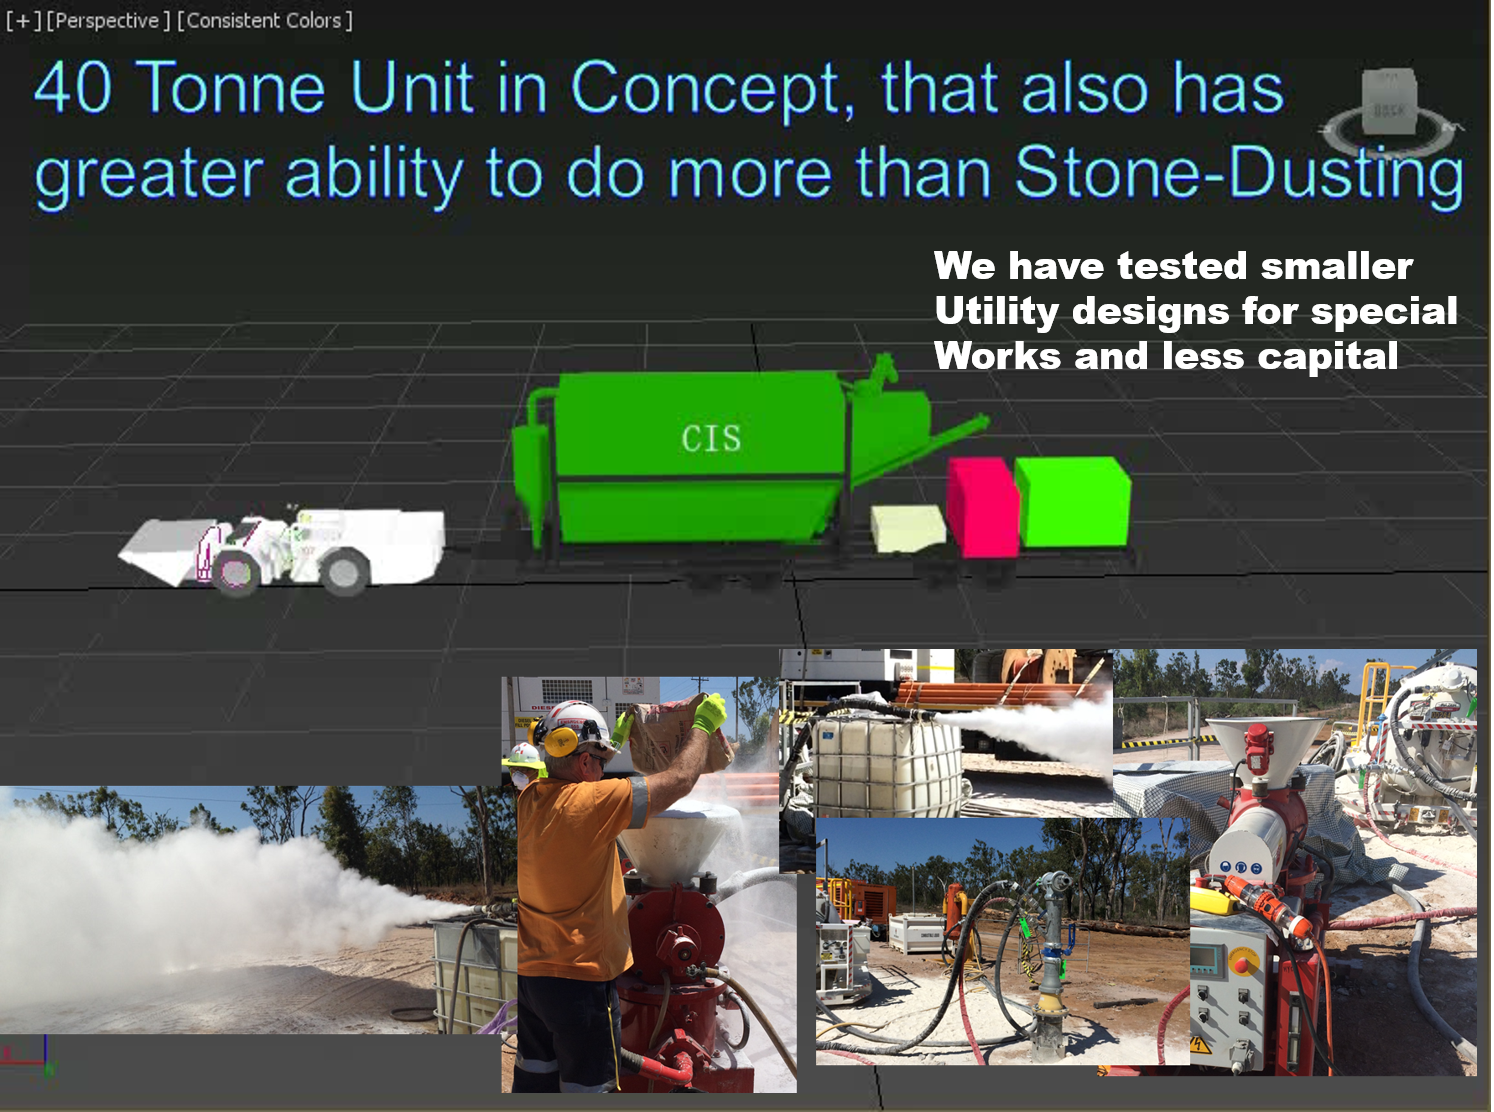 [+][Perspective][Consistent Colors]
40 Tonne Unit in Concept, that also has
greater ability to do more than Stone-Dusting
BACK
We have tested smaller
Utility designs for special
Works and less capital
CIS
DIESEL